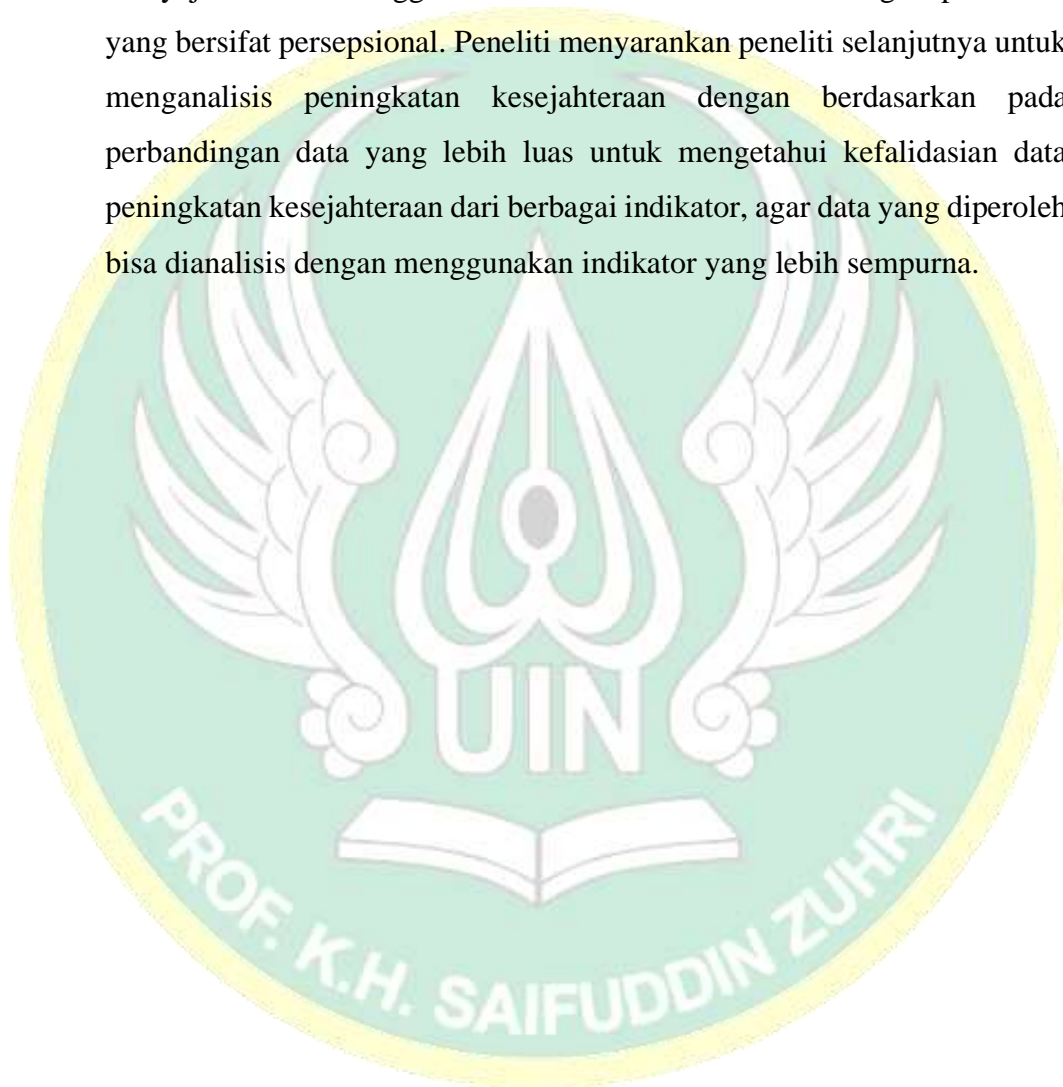 yang bersifat persepsional. Peneliti menyarankan peneliti selanjutnya untuk
menganalisis peningkatan kesejahteraan dengan berdasarkan pada
perbandingan data yang lebih luas untuk mengetahui kefalidasian data
peningkatan kesejahteraan dari berbagai indikator, agar data yang diperoleh
bisa dianalisis dengan menggunakan indikator yang lebih sempurna.
UIN
PROF. K.H. SAIFUDDIN ZUHRI